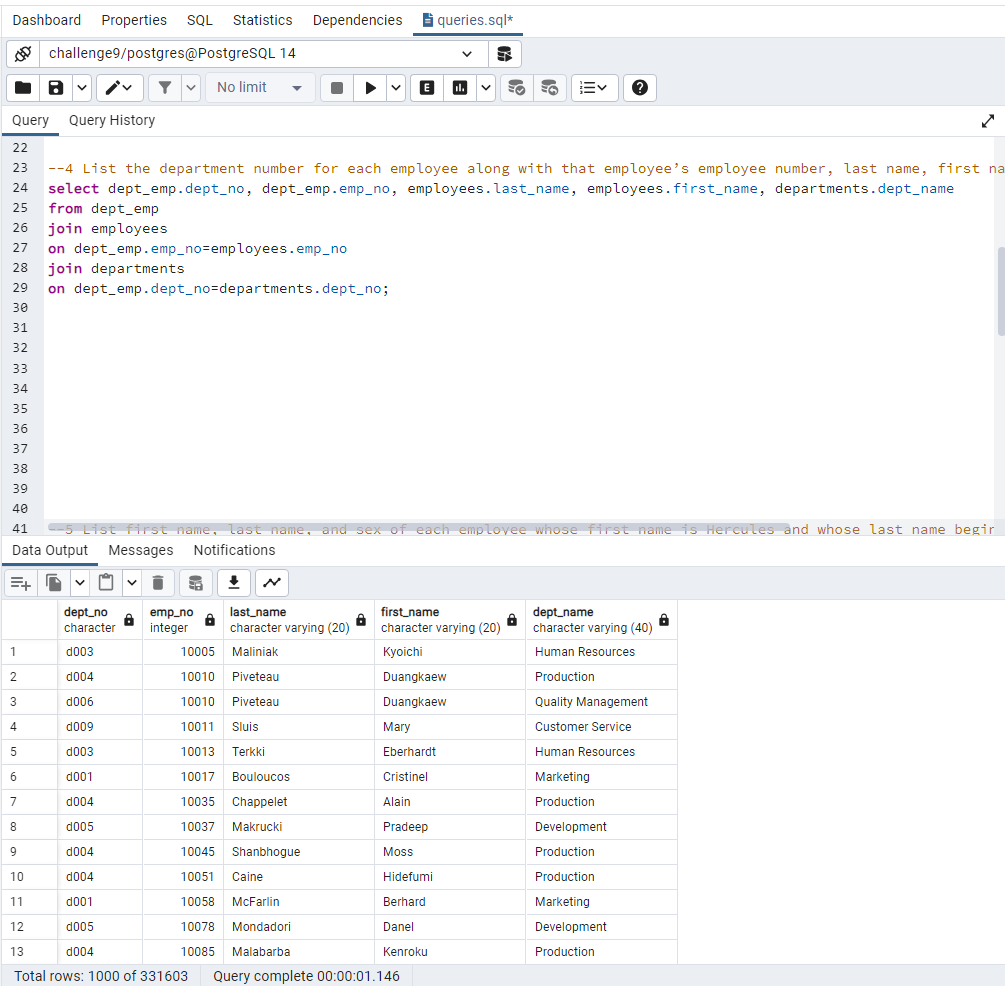 Dashboard Properties SQL Statistics Dependencies queries.sql*
challenge9/postgres@PostgreSQL 14
No limit E
Query Query History
22
23 --4 List the department number for each employee along with that employee’s employee number, last name, first na
24 select dept_emp.dept_no, dept_emp.emp_no, employees.last_name, employees.first_name, departments.dept_name
25 from dept_emp
26 join employees
27 on dept_emp.emp_no=employees.emp_no
28 join departments
29 on dept_emp.dept_no=departments.dept_no;
30
31
32
33
34
35
36
37
38
39
40
41 --5 List first name, last name, and sex of each employee whose first name is Hercules and whose last name begin
Data Output Messages Notifications
dept_no emp_no last_name first_name dept_name
character integer character varying (20) character varying (20) character varying (40)
1 d003 10005 Maliniak Kyoichi Human Resources
2 d004 10010 Piveteau Duangkaew Production
3 d006 10010 Piveteau Duangkaew Quality Management
4 d009 10011 Sluis Mary Customer Service
5 d003 10013 Terkki Eberhardt Human Resources
6 d001 10017 Bouloucos Cristinel Marketing
7 d004 10035 Chappelet Alain Production
8 d005 10037 Makrucki Pradeep Development
9 d004 10045 Shanbhogue Moss Production
10 d004 10051 Caine Hidefumi Production
11 d001 10058 McFarlin Berhard Marketing
12 d005 10078 Mondadori Danel Development
13 d004 10085 Malabarba Kenroku Production
Total rows: 1000 of 331603 Query complete 00:00:01.146